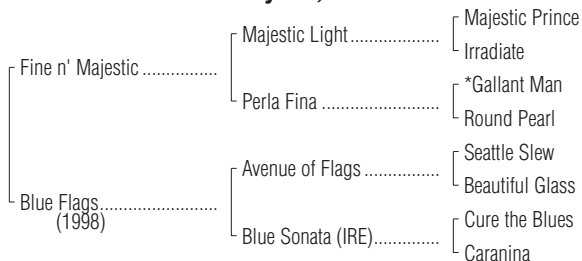 Majestic Prince
Majestic Light
Irradiate
Fine n' Majestic
*Gallant Man
Perla Fina
Round Pearl
Seattle Slew
Avenue of Flags
Beautiful Glass
Blue Flags
(1998)
Cure the Blues
Blue Sonata (IRE)
Caranina